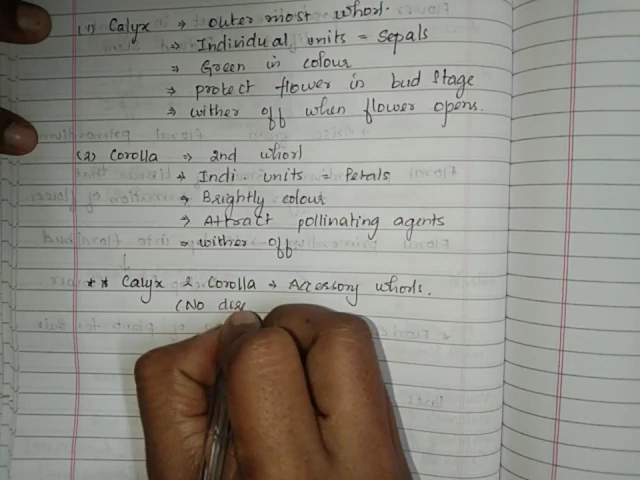 (1) Calyx → outer most whorl.
→ Individual units = Sepals
→ Green in colour
→ protect flower in bud stage
→ wither off when flower opens.
(2) Corolla → 2nd whorl
→ Indi. units = Petals
→ Brightly colour
→ Attract pollinating agents
→ wither off
** Calyx & Corolla → Accessory whorls.
(No